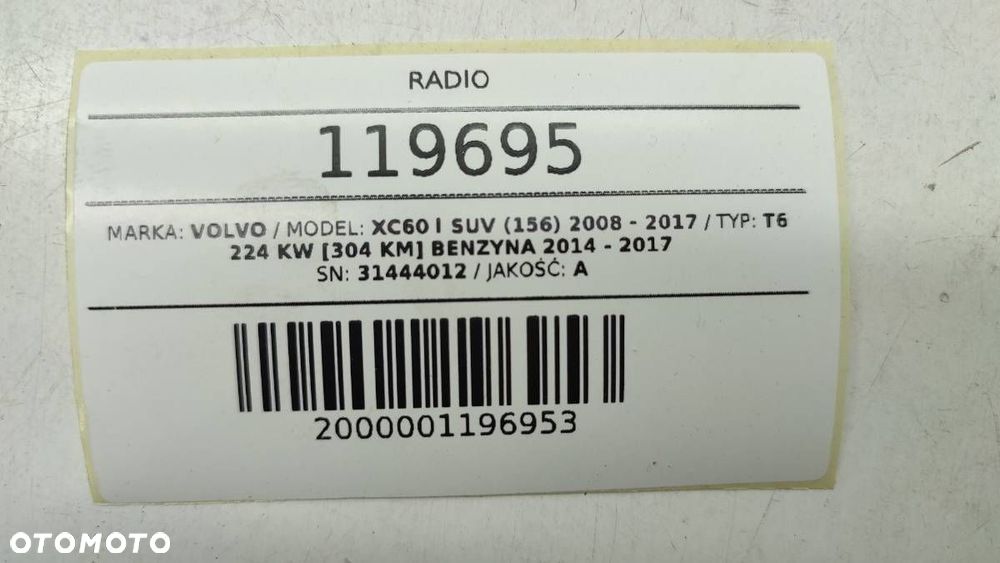 RADIO
119695
MARKA: VOLVO / MODEL: XC60 I SUV (156) 2008 - 2017 / TYP: T6
224 KW [304 KM] BENZYNA 2014 - 2017
SN: 31444012 / JAKOŚĆ: A
2000001196953
OTOMOTO